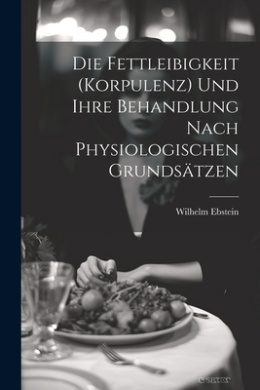 Die Fettleibigkeit
(Korpulenz) Und
Ihre Behandlung
Nach
Physiologischen
Grundsätzen
Wilhelm Ebstein